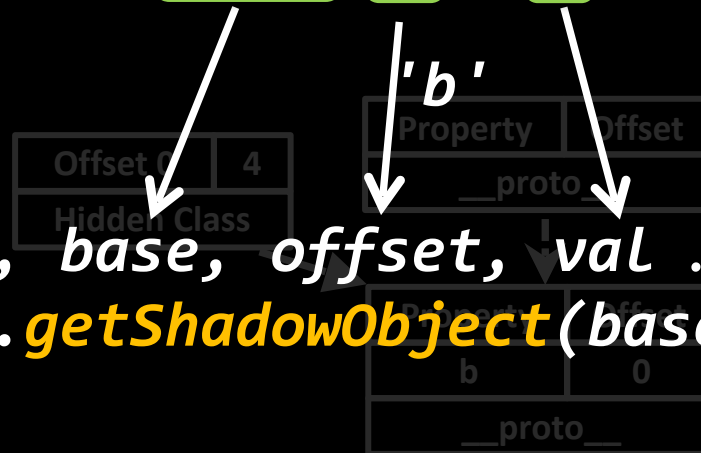 'b'
Property Offset
Offset 0 4
__proto__
Hidden Class
, base, offset, val .
.getShadowObject(base
Property Offset
b 0
__proto__